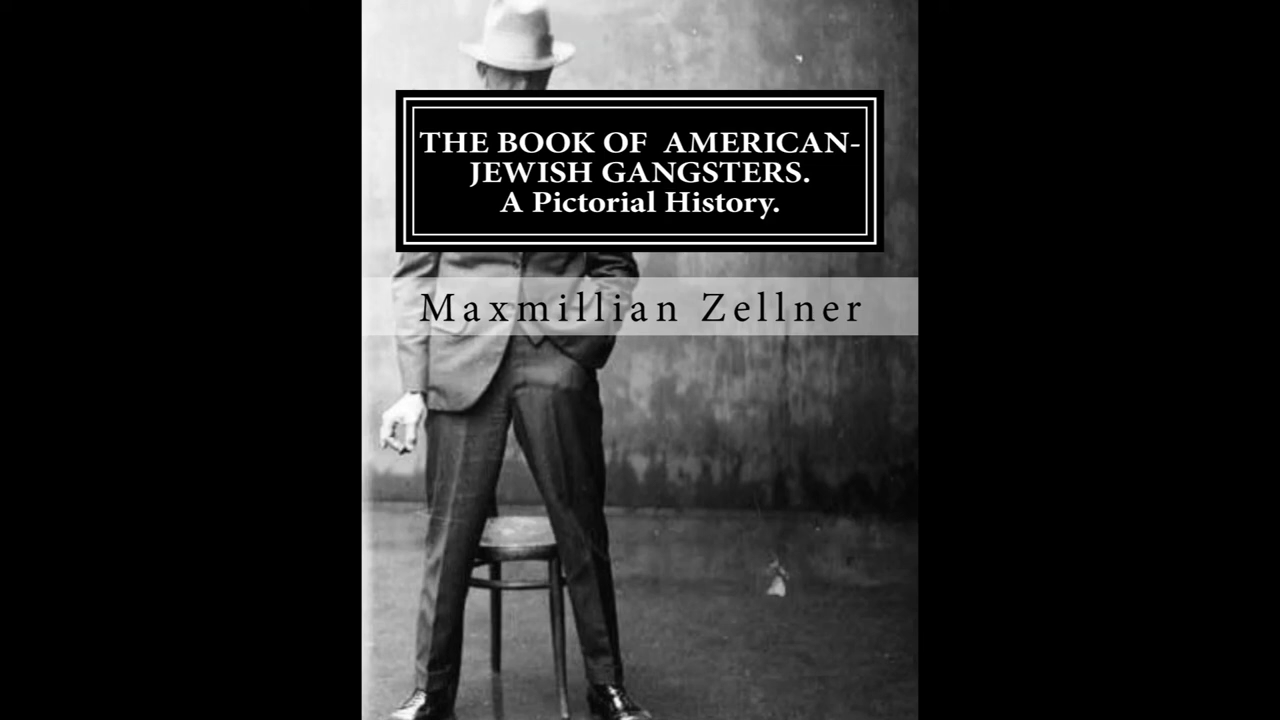 THE BOOK OF AMERICAN-
JEWISH GANGSTERS.
A Pictorial History.
Maxmillian Zellner